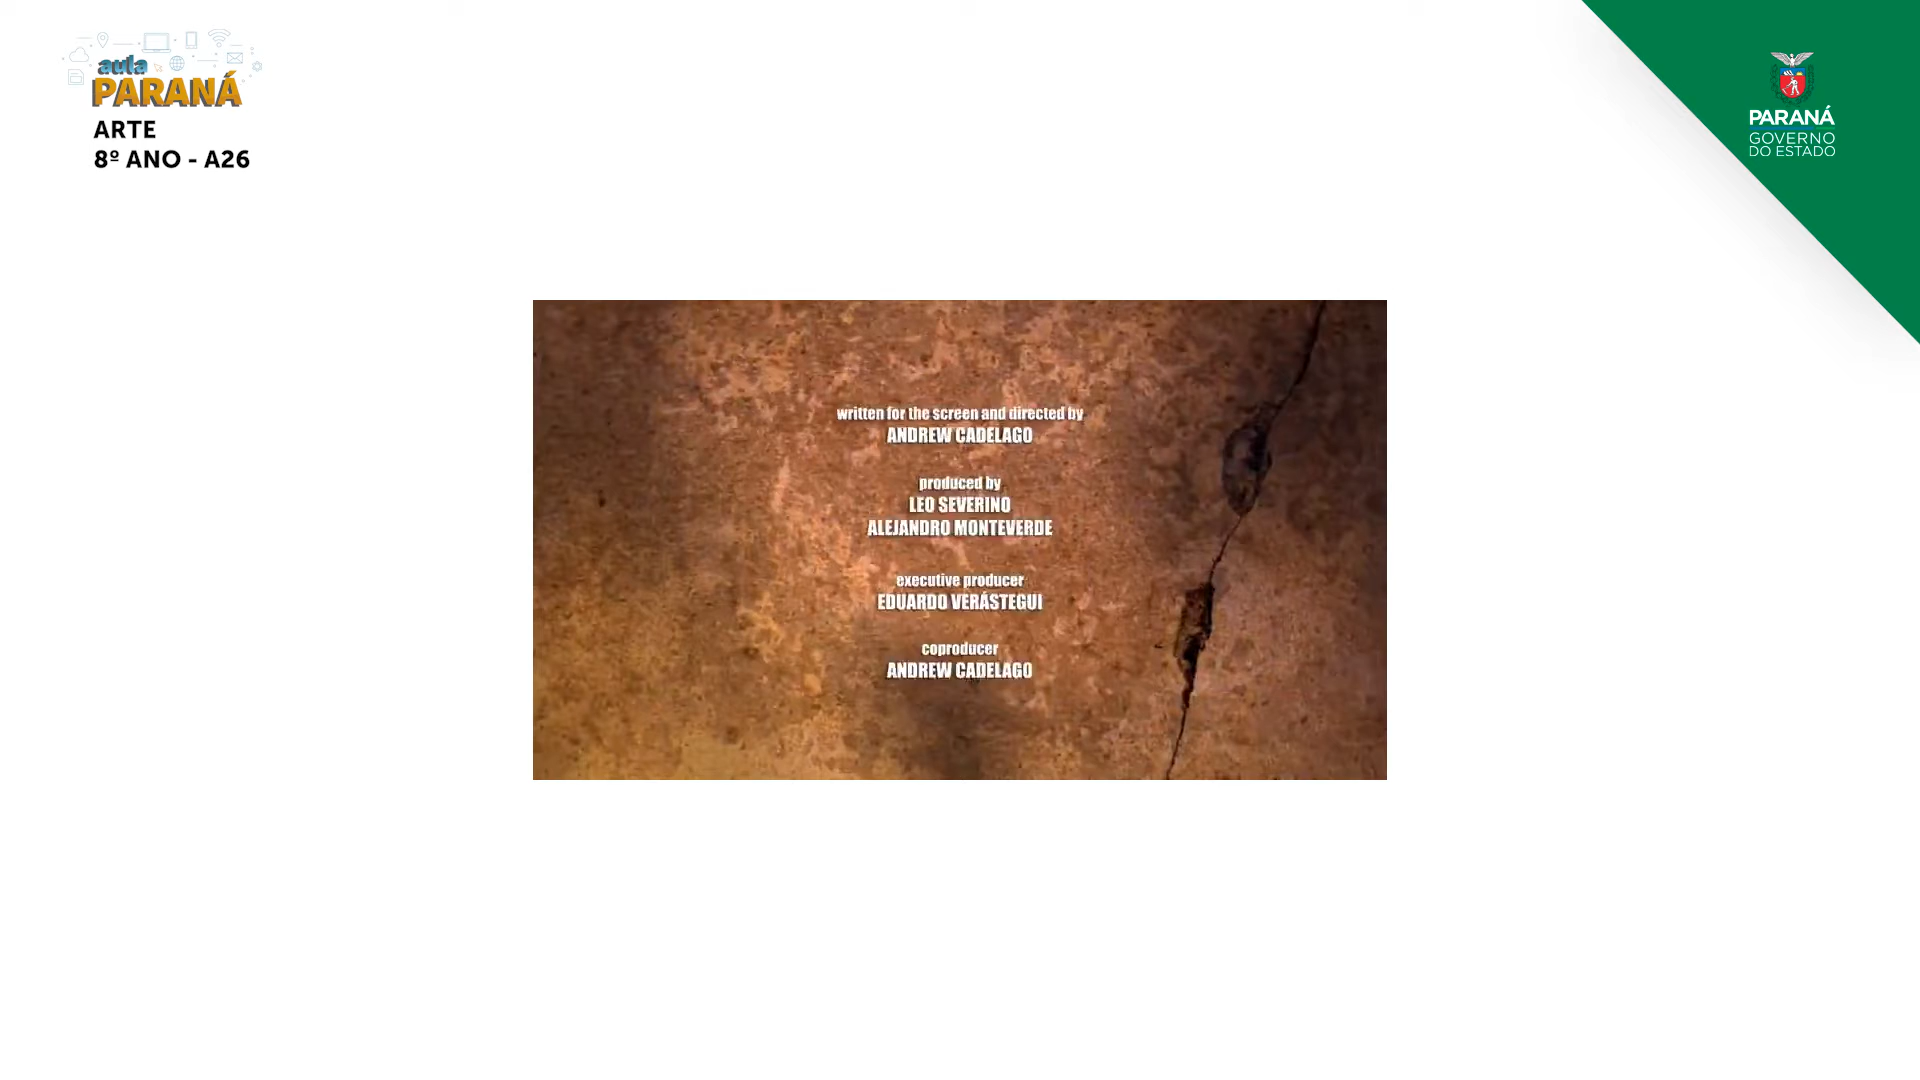 aula
PARANÁ
ARTE
8º ANO - A26
PARANÁ
GOVERNO
DO ESTADO
written for the screen and directed by
ANDREW CADELAGO
produced by
LEO SEVERINO
ALEJANDRO MONTEVERDE
executive producer
EDUARDO VERÁSTEGUI
coproducer
ANDREW CADELAGO